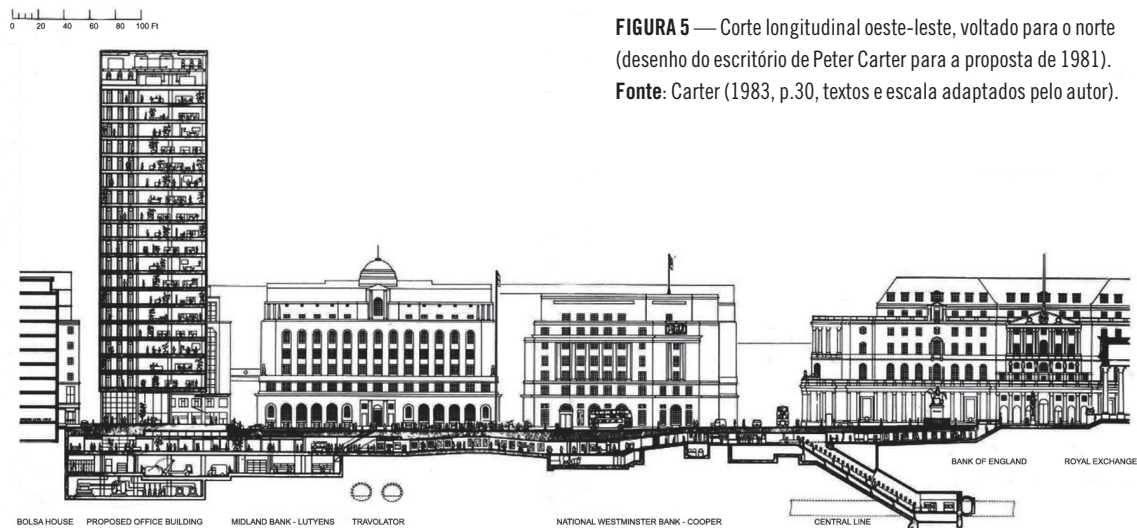 0 20 40 60 80 100 Ft
FIGURA 5 — Corte longitudinal oeste-leste, voltado para o norte
(desenho do escritório de Peter Carter para a proposta de 1981).
Fonte: Carter (1983, p.30, textos e escala adaptados pelo autor).
BANK OF ENGLAND ROYAL EXCHANGE
BOLSA HOUSE PROPOSED OFFICE BUILDING MIDLAND BANK - LUTYENS TRAVOLATOR NATIONAL WESTMINSTER BANK - COOPER CENTRAL LINE